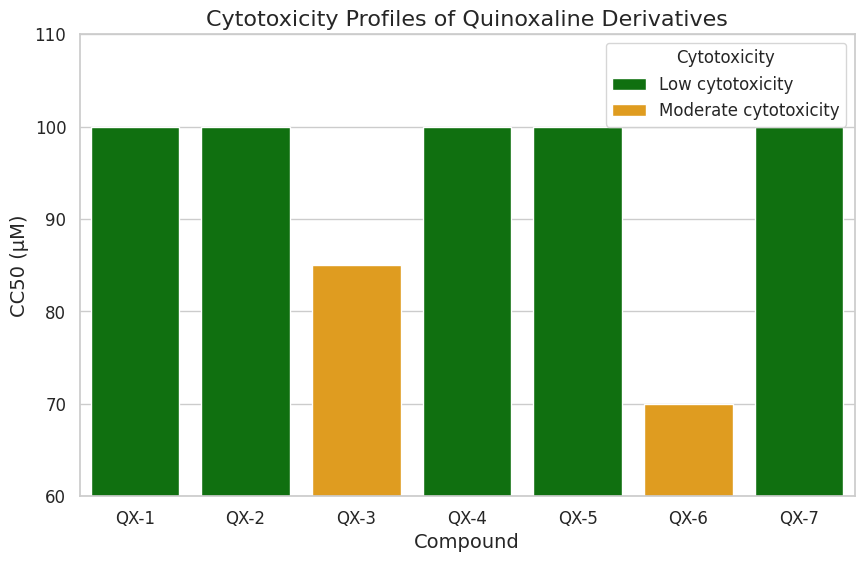 Cytotoxicity Profiles of Quinoxaline Derivatives
110
100
90
80
70
60
CC50 (μM)
Cytotoxicity
Low cytotoxicity
Moderate cytotoxicity
QX-1 QX-2 QX-3 QX-4 QX-5 QX-6 QX-7
Compound